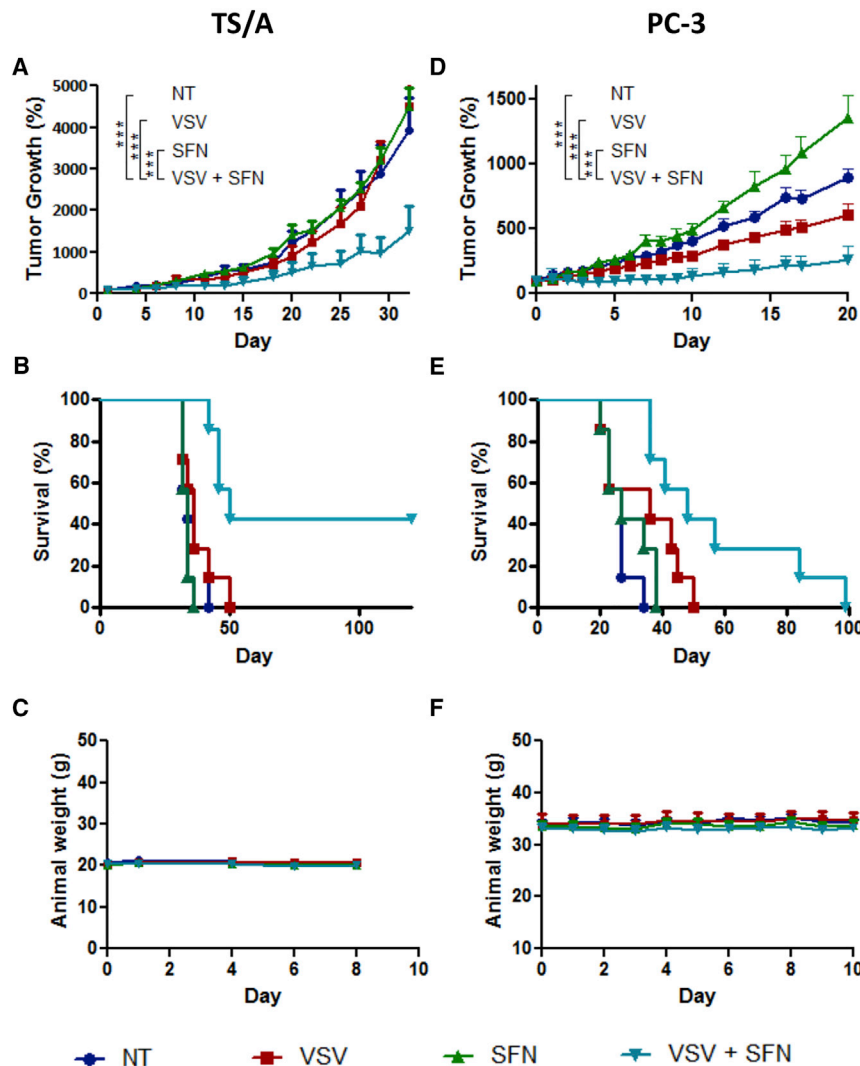 TS/A
PC-3
A
Tumor Growth (%)
5000
4000
3000
2000
1000
0
NT
VSV
SFN
VSV + SFN
***
***
***
0 5 10 15 20 25 30
Day
D
Tumor Growth (%)
1500
1000
500
0
NT
VSV
SFN
VSV + SFN
***
***
***
0 5 10 15 20
Day
B
Survival (%)
100
80
60
40
20
0
0 50 100
Day
E
Survival (%)
100
80
60
40
20
0
0 20 40 60 80 100
Day
C
Animal weight (g)
50
40
30
20
10
0
0 2 4 6 8 10
Day
F
Animal weight (g)
50
40
30
20
10
0 2 4 6 8 10
Day
NT VSV SFN VSV + SFN